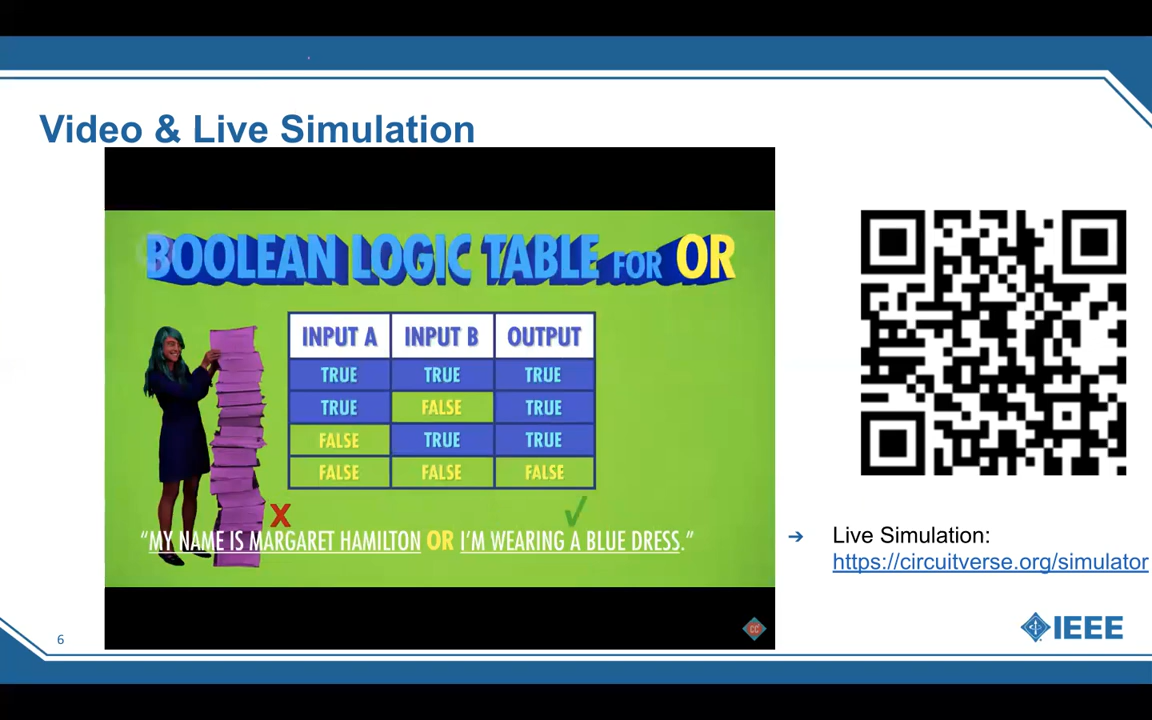 Video & Live Simulation
BOOLEAN LOGIC TABLE FOR OR
INPUT A INPUT B OUTPUT
TRUE TRUE TRUE
TRUE FALSE TRUE
FALSE TRUE TRUE
FALSE FALSE FALSE
X ✓
“MY NAME IS MARGARET HAMILTON OR I'M WEARING A BLUE DRESS.”
CC
➔ Live Simulation:
https://circuitverse.org/simulator
6
IEEE